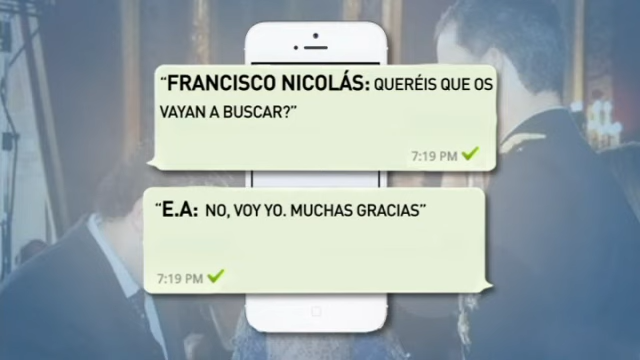 “FRANCISCO NICOLÁS: QUERÉIS QUE OS
VAYAN A BUSCAR?”
7:19 PM
“E.A: NO, VOY YO. MUCHAS GRACIAS”
7:19 PM